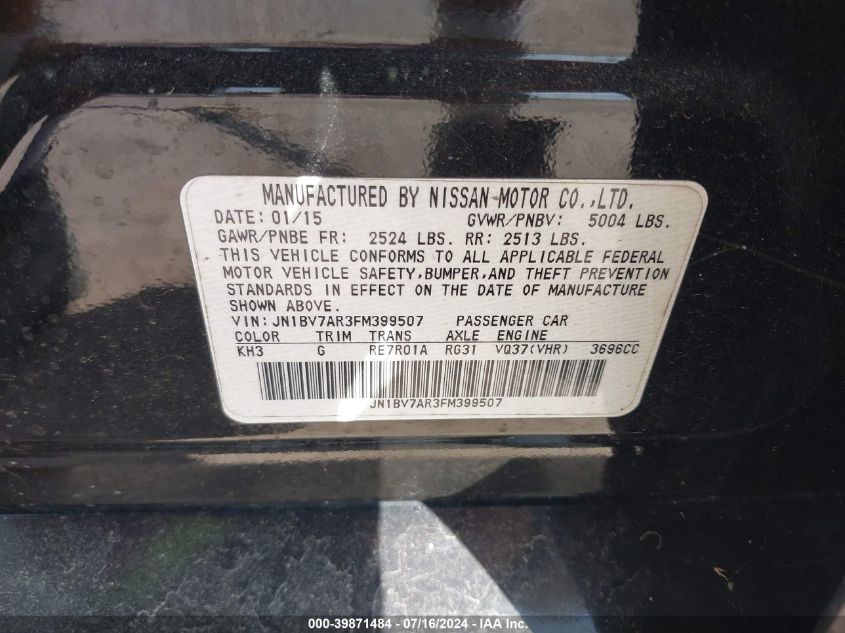 MANUFACTURED BY NISSAN MOTOR CO.,LTD.
DATE: 01/15 GVWR/PNBV: 5004 LBS.
GAWR/PNBE FR: 2524 LBS. RR: 2513 LBS.
THIS VEHICLE CONFORMS TO ALL APPLICABLE FEDERAL
MOTOR VEHICLE SAFETY, BUMPER, AND THEFT PREVENTION
STANDARDS IN EFFECT ON THE DATE OF MANUFACTURE
SHOWN ABOVE.
VIN: JN1BV7AR3FM399507 PASSENGER CAR
COLOR TRIM TRANS AXLE ENGINE
KH3 G RE7R01A RG31 VQ37(VHR) 3696CC
JN1BV7AR3FM399507
000-39871484 - 07/16/2024 - IAA Inc.